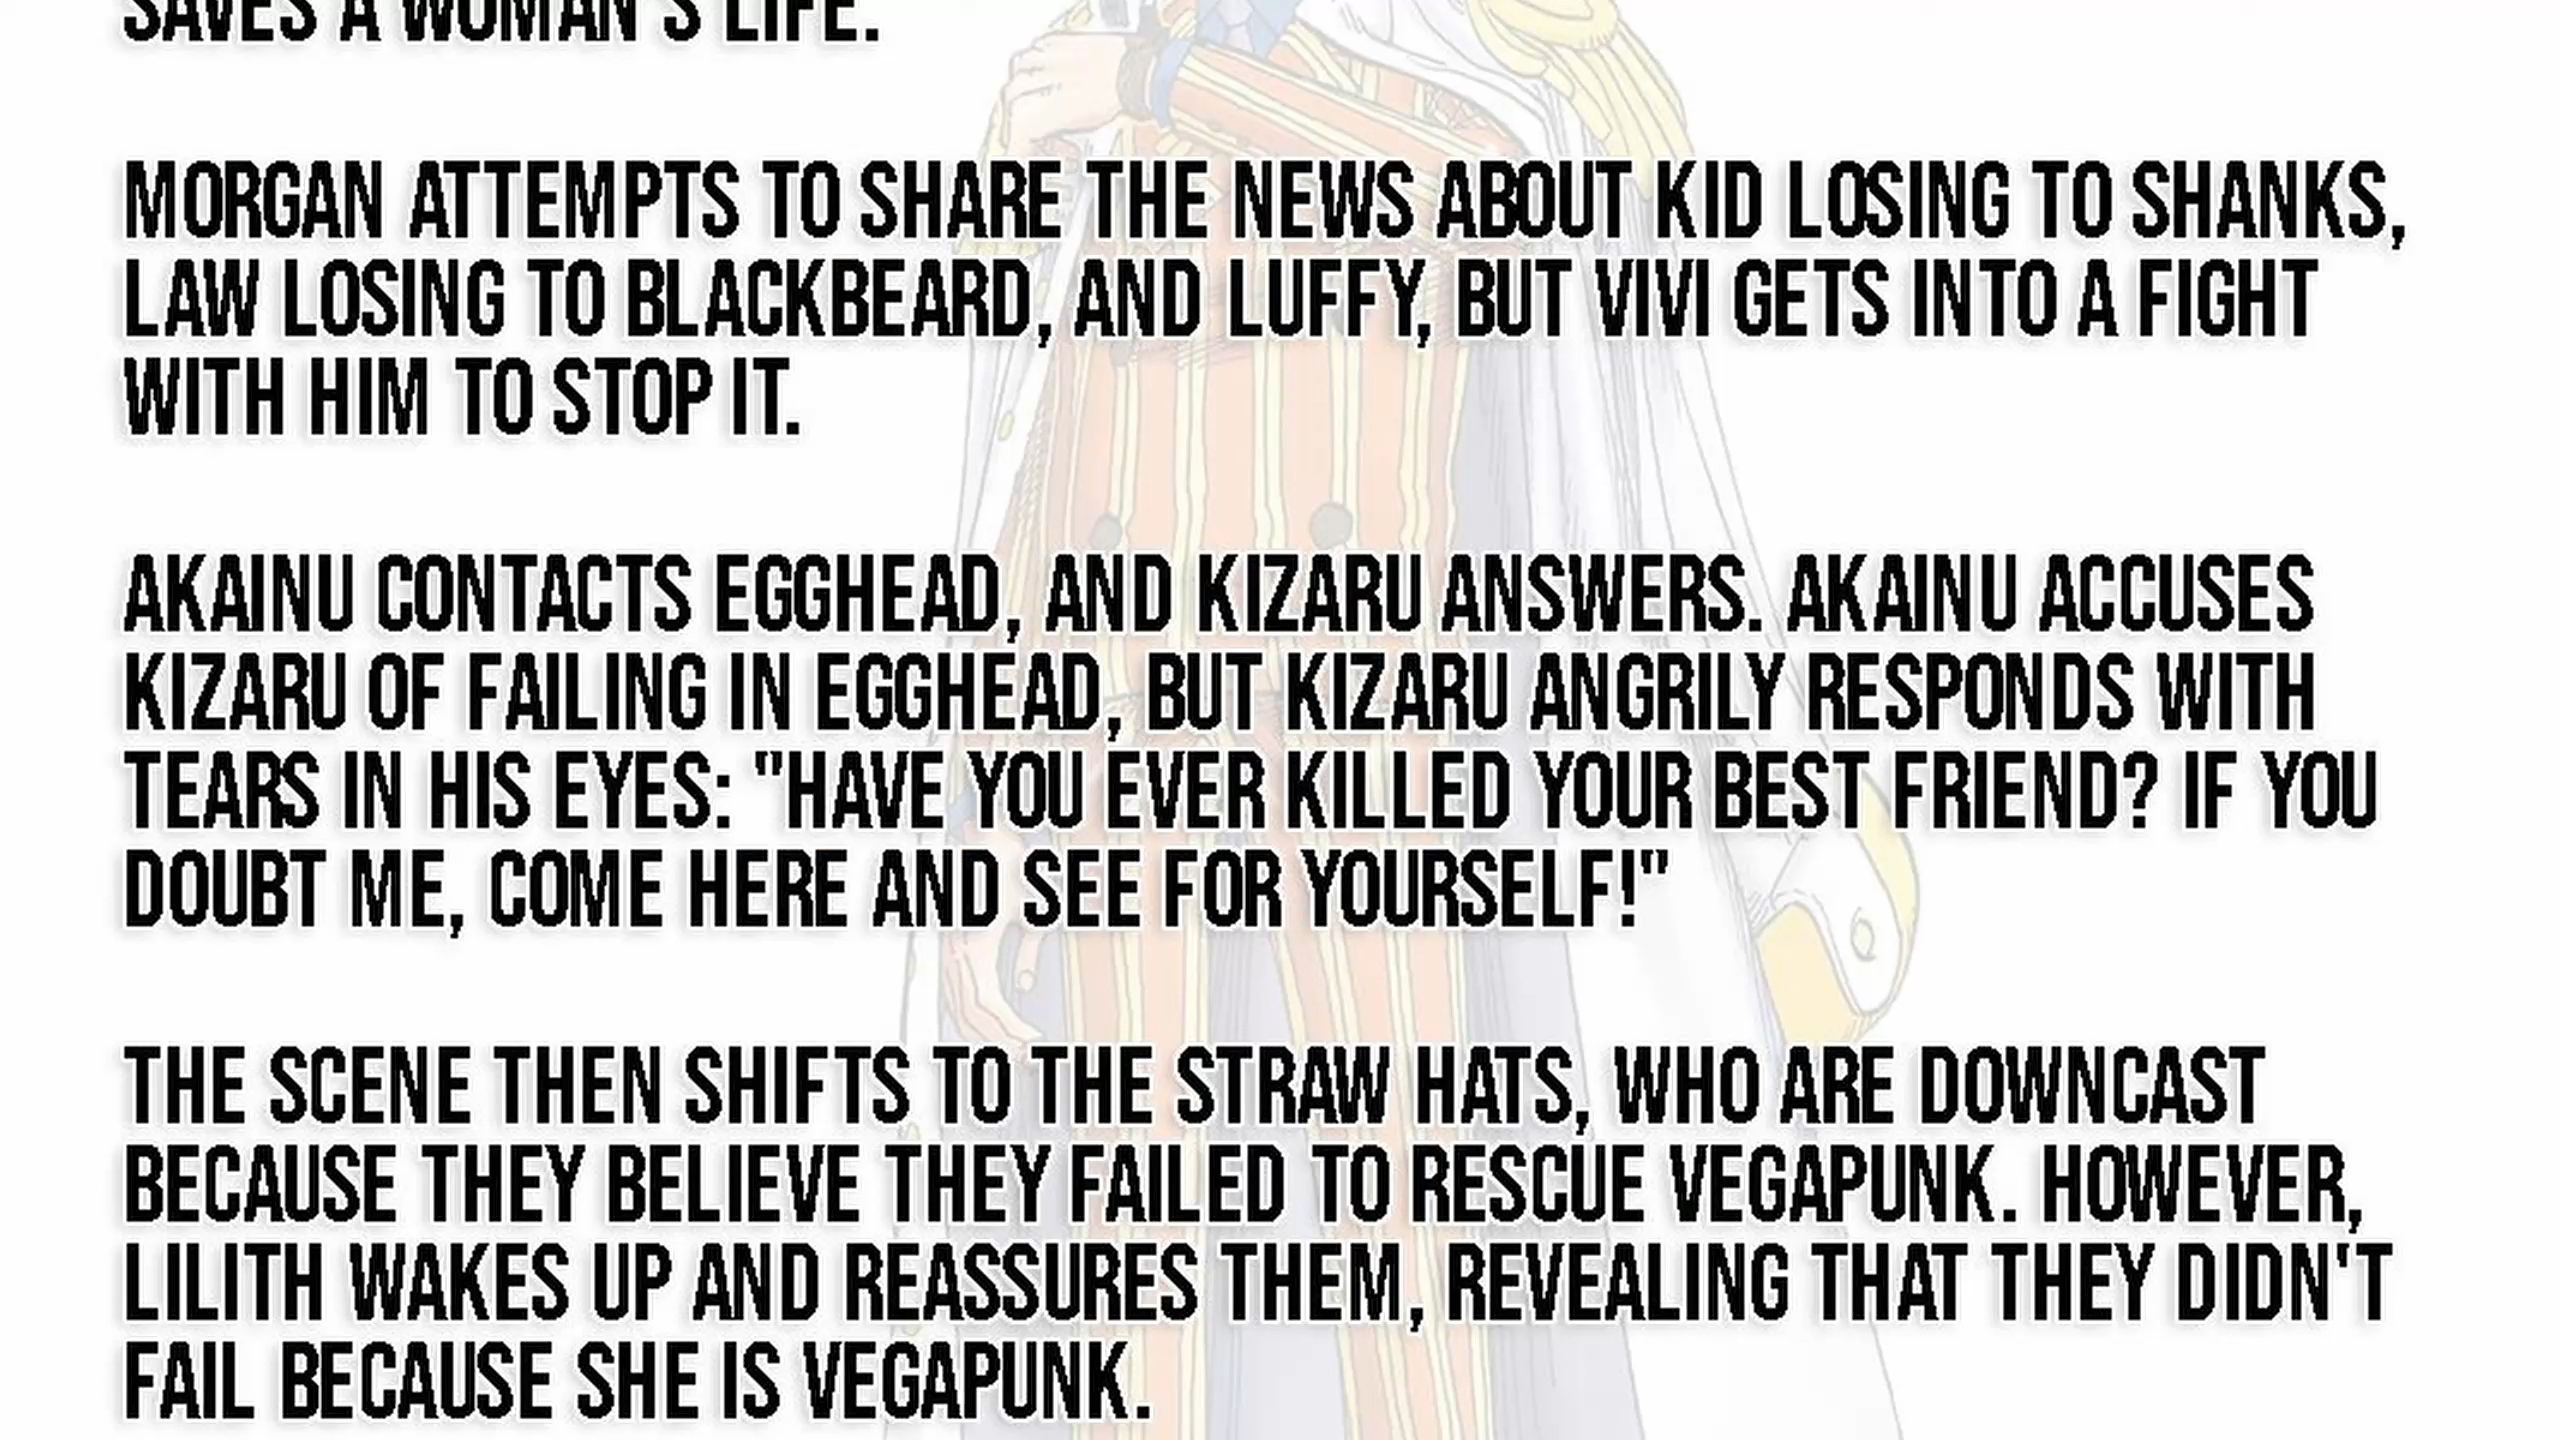 SAVES A WOMAN'S LIFE.
MORGAN ATTEMPTS TO SHARE THE NEWS ABOUT KID LOSING TO SHANKS,
LAW LOSING TO BLACKBEARD, AND LUFFY, BUT VIVI GETS INTO A FIGHT
WITH HIM TO STOP IT.
AKAINU CONTACTS EGGHEAD, AND KIZARU ANSWERS. AKAINU ACCUSES
KIZARU OF FAILING IN EGGHEAD, BUT KIZARU ANGRILY RESPONDS WITH
TEARS IN HIS EYES: "HAVE YOU EVER KILLED YOUR BEST FRIEND? IF YOU
DOUBT ME, COME HERE AND SEE FOR YOURSELF!"
THE SCENE THEN SHIFTS TO THE STRAW HATS, WHO ARE DOWNCAST
BECAUSE THEY BELIEVE THEY FAILED TO RESCUE VEGAPUNK. HOWEVER,
LILITH WAKES UP AND REASSURES THEM, REVEALING THAT THEY DIDN'T
FAIL BECAUSE SHE IS VEGAPUNK.